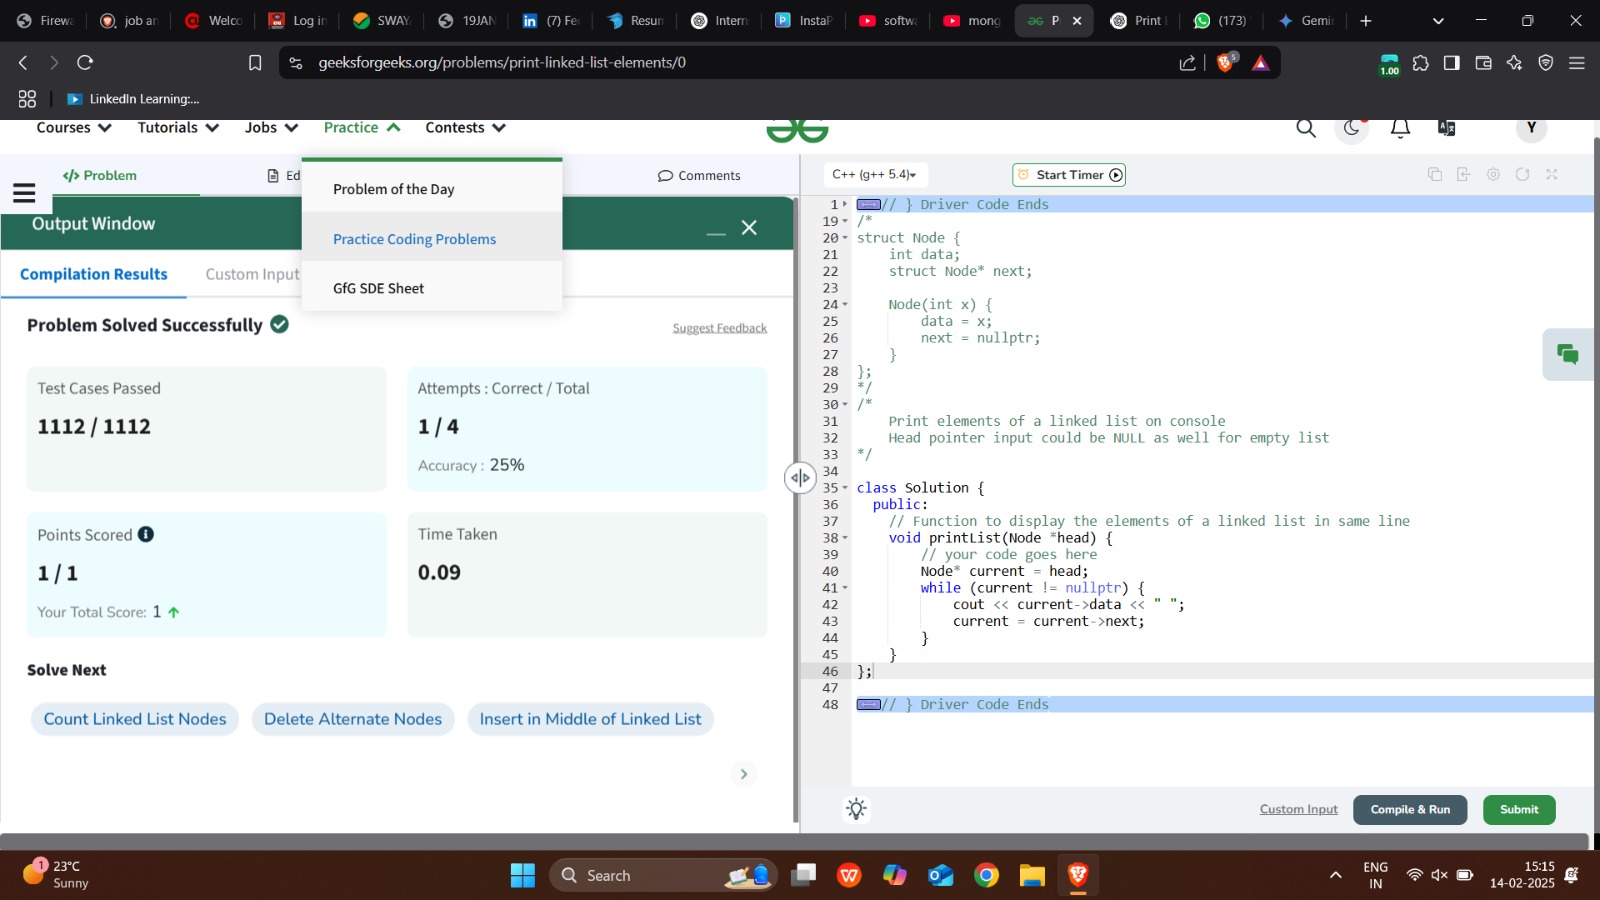 Firew
job an
Welco
Log in
SWAY
19JAN
(7) Fe
Resun
Intern
InstaP
softw
mong
P
Print L
(173)
Gemin
geeksforgeeks.org/problems/print-linked-list-elements/0
5
1.00
LinkedIn Learning:...
Courses
Tutorials
Jobs
Practice
Contests
Y
</> Problem
Ed
Comments
Problem of the Day
Practice Coding Problems
GfG SDE Sheet
Output Window
Compilation Results
Custom Input
Problem Solved Successfully
Suggest Feedback
Test Cases Passed
1112 / 1112
Attempts : Correct / Total
1 / 4
Accuracy : 25%
Points Scored
1 / 1
Your Total Score: 1
Time Taken
0.09
Solve Next
Count Linked List Nodes
Delete Alternate Nodes
Insert in Middle of Linked List
C++ (g++ 5.4)
Start Timer
1 // } Driver Code Ends
19 /*
20 struct Node {
21 int data;
22 struct Node* next;
23
24 Node(int x) {
25 data = x;
26 next = nullptr;
27 }
28 };
29 */
30 /*
31 Print elements of a linked list on console
32 Head pointer input could be NULL as well for empty list
33 */
34
35 class Solution {
36 public:
37 // Function to display the elements of a linked list in same line
38 void printList(Node *head) {
39 // your code goes here
40 Node* current = head;
41 while (current != nullptr) {
42 cout << current->data << " ";
43 current = current->next;
44 }
45 }
46 };
47
48 // } Driver Code Ends
Custom Input
Compile & Run
Submit
1
23°C
Sunny
Search
ENG
IN
15:15
14-02-2025